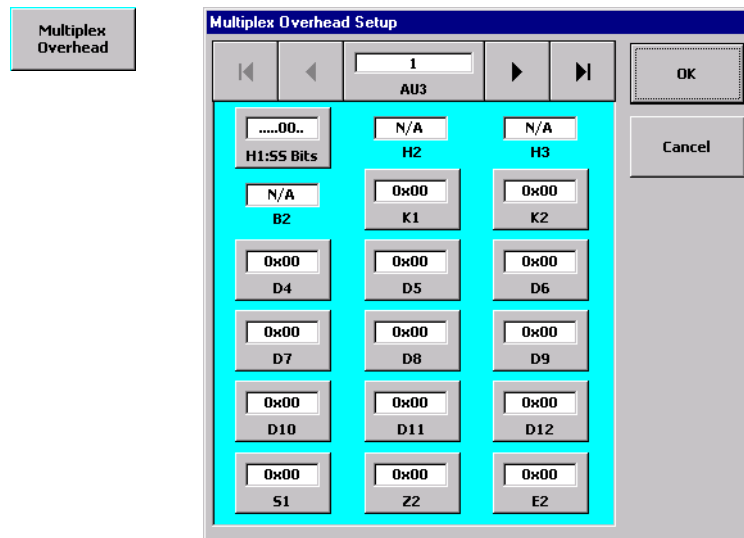 Multiplex
Overhead
Multiplex Overhead Setup
1
AU3
OK
Cancel
.....00.. N/A N/A
H1:SS Bits H2 H3
N/A 0x00 0x00
B2 K1 K2
0x00 0x00 0x00
D4 D5 D6
0x00 0x00 0x00
D7 D8 D9
0x00 0x00 0x00
D10 D11 D12
0x00 0x00 0x00
S1 Z2 E2